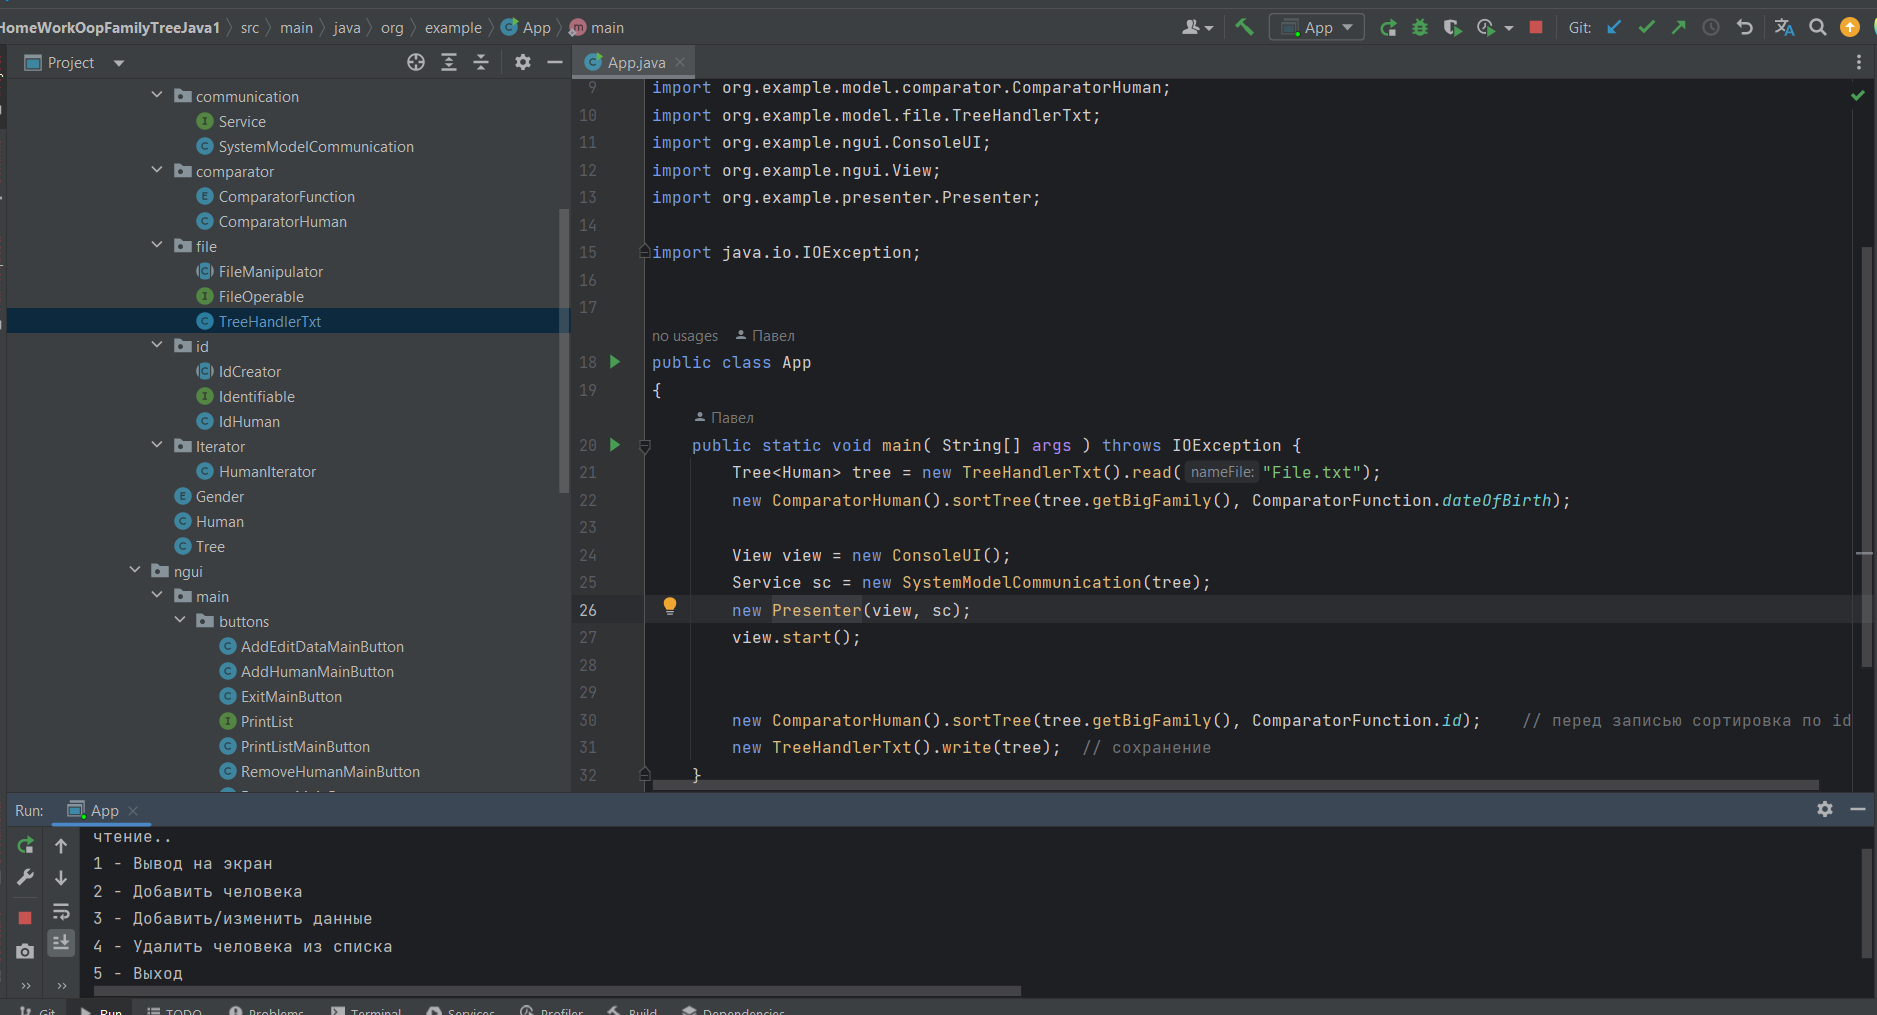 HomeWorkOopFamilyTreeJava1 src main java org example App main
App Git:
Project
communication
Service
SystemModelCommunication
comparator
ComparatorFunction
ComparatorHuman
file
FileManipulator
FileOperable
TreeHandlerTxt
id
IdCreator
Identifiable
IdHuman
Iterator
HumanIterator
Gender
Human
Tree
ngui
main
buttons
AddEditDataMainButton
AddHumanMainButton
ExitMainButton
PrintList
PrintListMainButton
RemoveHumanMainButton
App.java
9 import org.example.model.comparator.ComparatorHuman;
10 import org.example.model.file.TreeHandlerTxt;
11 import org.example.ngui.ConsoleUI;
12 import org.example.ngui.View;
13 import org.example.presenter.Presenter;
14
15 import java.io.IOException;
16
17
no usages Павел
18 public class App
19 {
Павел
20 public static void main( String[] args ) throws IOException {
21 Tree<Human> tree = new TreeHandlerTxt().read( nameFile: "File.txt");
22 new ComparatorHuman().sortTree(tree.getBigFamily(), ComparatorFunction.dateOfBirth);
23
24 View view = new ConsoleUI();
25 Service sc = new SystemModelCommunication(tree);
26 new Presenter(view, sc);
27 view.start();
28
29
30 new ComparatorHuman().sortTree(tree.getBigFamily(), ComparatorFunction.id); // перед записью сортировка по id
31 new TreeHandlerTxt().write(tree); // сохранение
32 }
Run: App
чтение..
1 - Вывод на экран
2 - Добавить человека
3 - Добавить/изменить данные
4 - Удалить человека из списка
5 - Выход
Git Run TODO Problems Terminal Services Profiler Build Dependencies